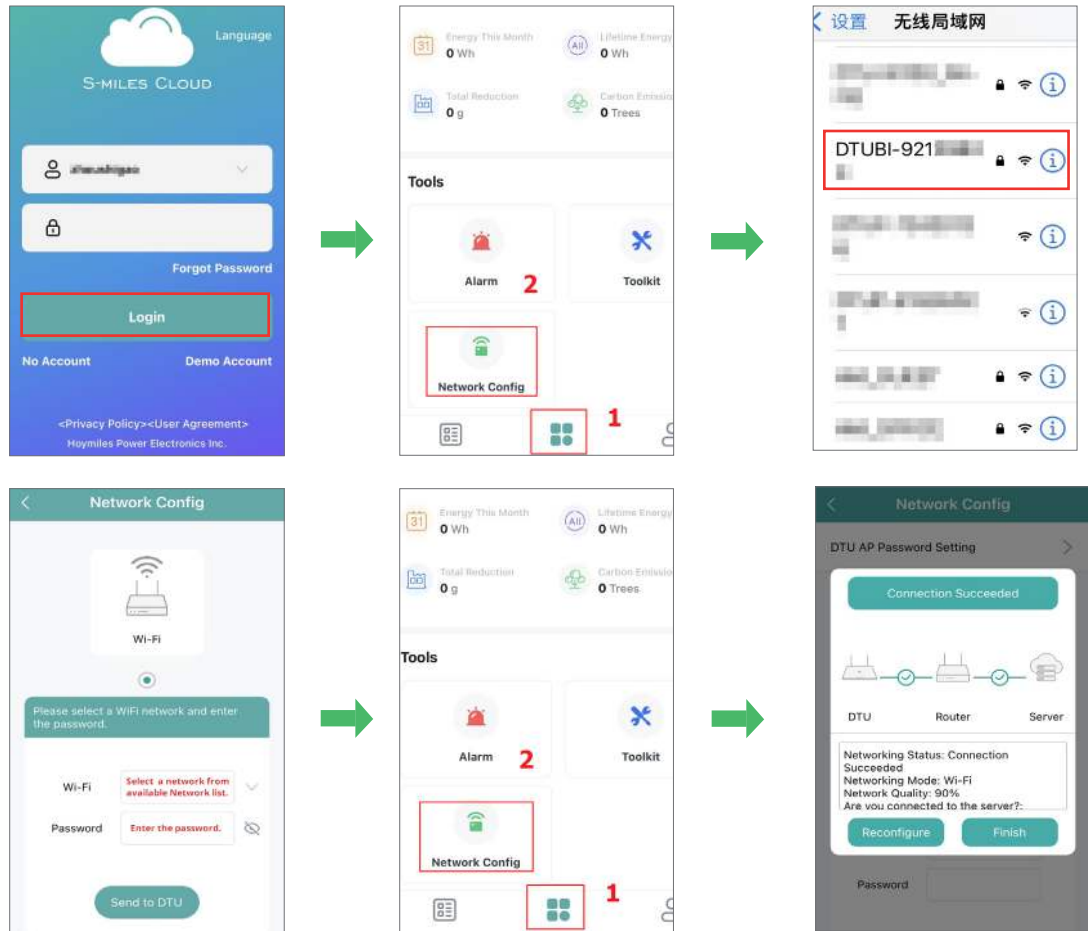 Language
S-MILES CLOUD
Forgot Password
Login
No Account
Demo Account
<Privacy Policy><User Agreement>
Hoymiles Power Electronics Inc.
31
Energy This Month
0 Wh
All
Lifetime Energy
0 Wh
Total Reduction
0 g
Carbon Emissio
0 Trees
Tools
Alarm
2
Toolkit
Network Config
1
设置
无线局域网
DTUBI-921
Network Config
Wi-Fi
Please select a WiFi network and enter
the password.
Wi-Fi
Select a network from
available Network list.
Password
Enter the password.
Send to DTU
31
Energy This Month
0 Wh
All
Lifetime Energy
0 Wh
Total Reduction
0 g
Carbon Emissio
0 Trees
Tools
Alarm
2
Toolkit
Network Config
1
Network Config
DTU AP Password Setting
Connection Succeeded
DTU
Router
Server
Networking Status: Connection
Succeeded
Networking Mode: Wi-Fi
Network Quality: 90%
Are you connected to the server?:
Reconfigure
Finish
Password